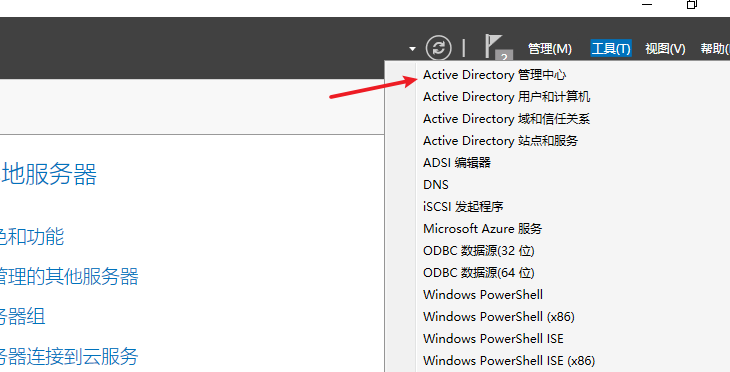 2
管理(M)
工具(T)
视图(V)
帮助(
Active Directory 管理中心
Active Directory 用户和计算机
Active Directory 域和信任关系
Active Directory 站点和服务
ADSI 编辑器
DNS
iSCSI 发起程序
Microsoft Azure 服务
ODBC 数据源(32 位)
ODBC 数据源(64 位)
Windows PowerShell
Windows PowerShell (x86)
Windows PowerShell ISE
Windows PowerShell ISE (x86)
地服务器
色和功能
管理的其他服务器
务器组
务器连接到云服务